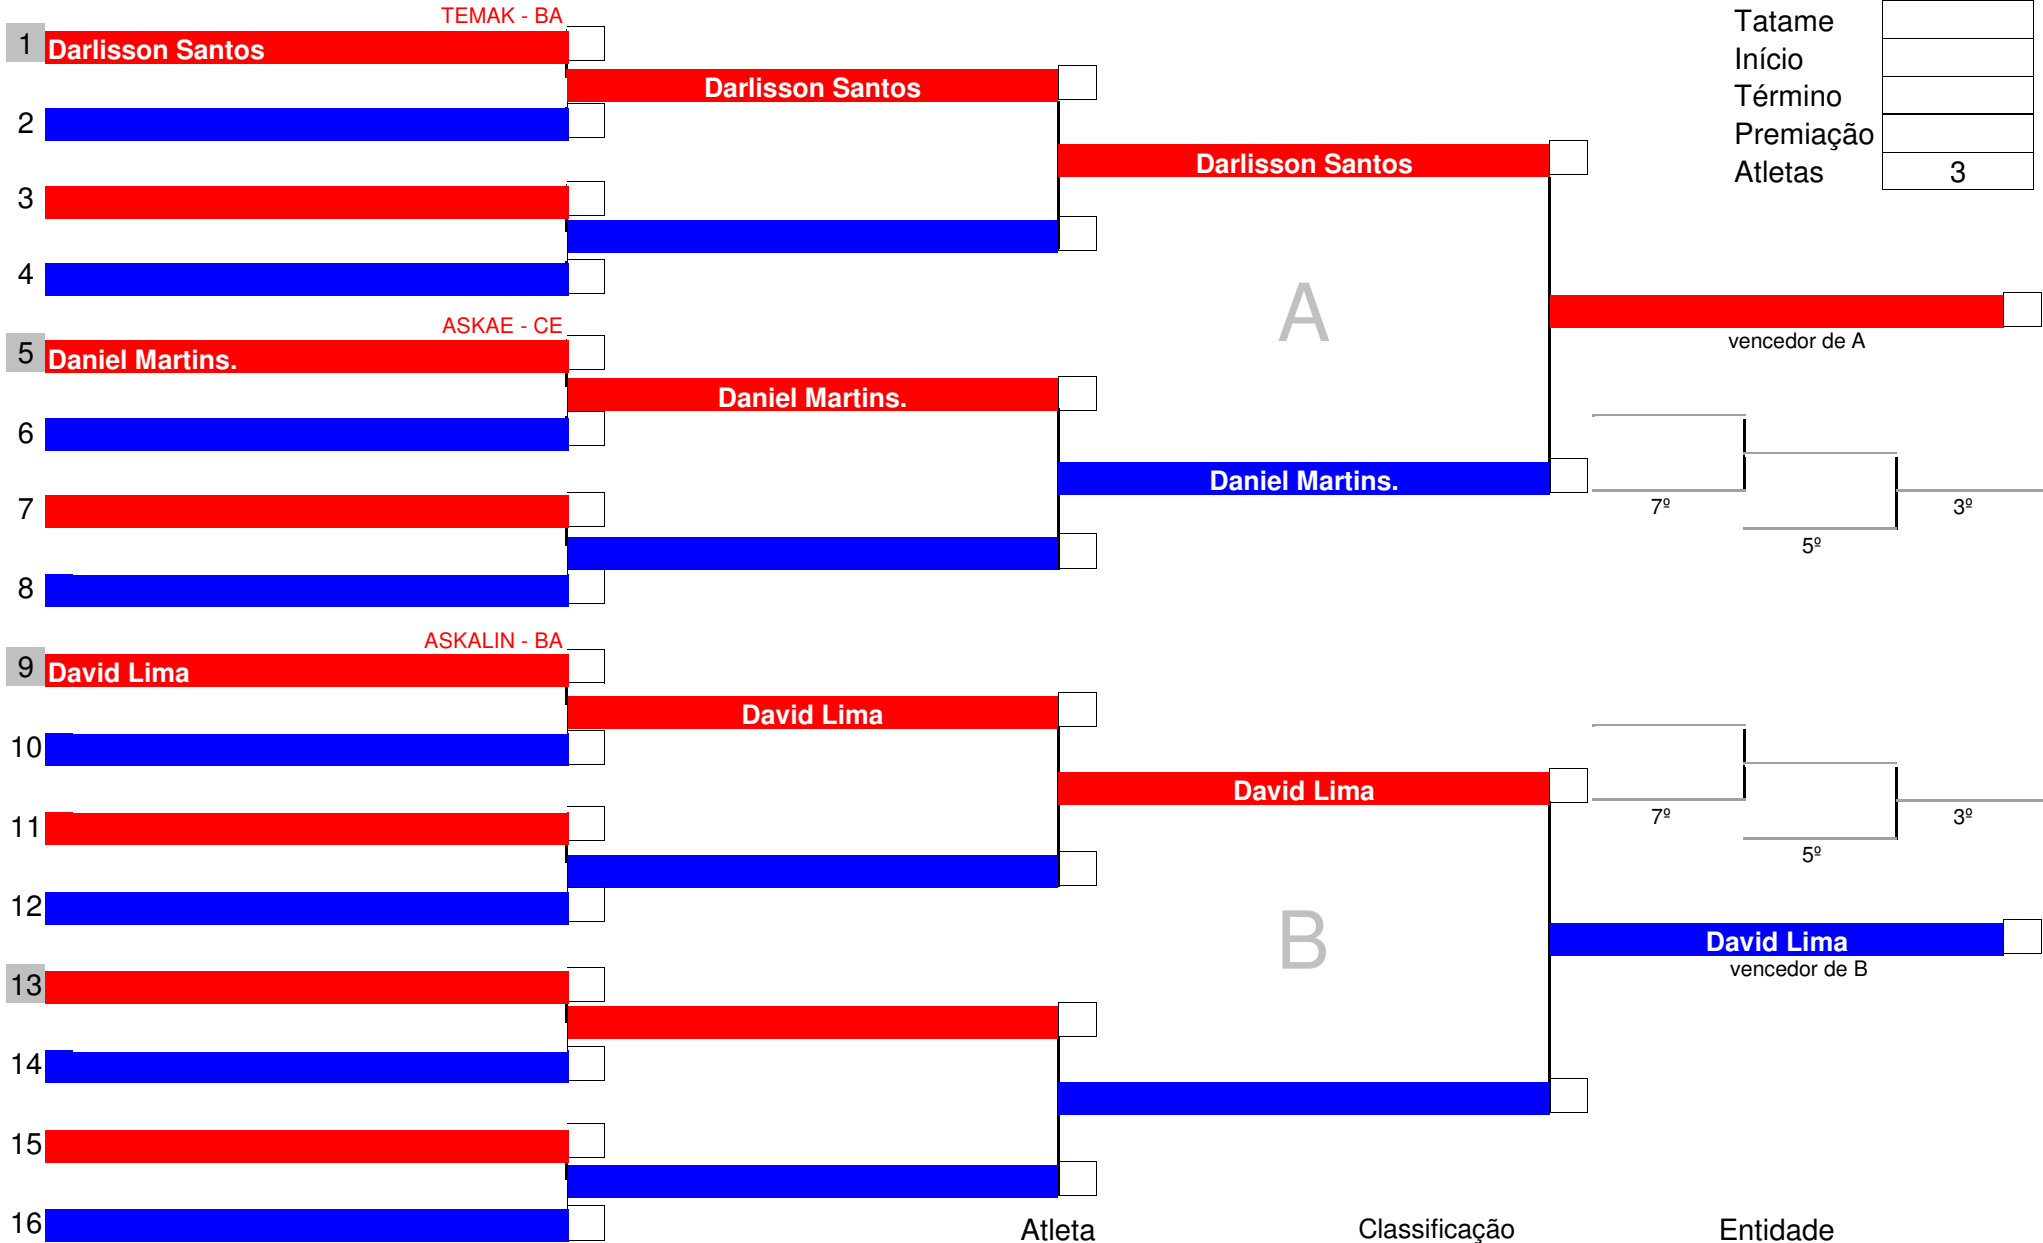 TEMAK - BA
1 Darlisson Santos
Darlisson Santos
2
Darlisson Santos
3
4
Tatame
Início
Término
Premiação
Atletas 3
A
vencedor de A
ASKAE - CE
5 Daniel Martins.
Daniel Martins.
6
Daniel Martins.
7
8
7º
5º
3º
ASKALIN - BA
9 David Lima
David Lima
10
David Lima
11
12
7º
5º
3º
B
David Lima
vencedor de B
13
14
15
16
Atleta Classificação Entidade